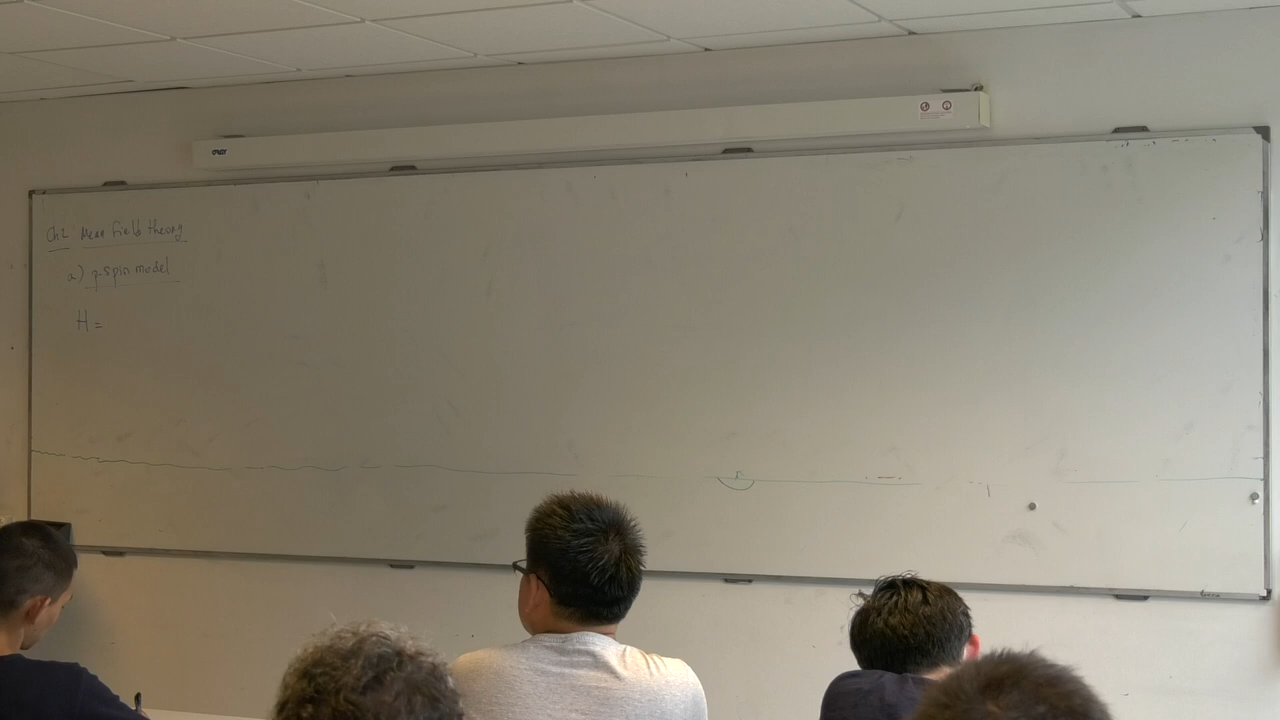 Ch2 Mean Field theory
a) p-spin model
H =